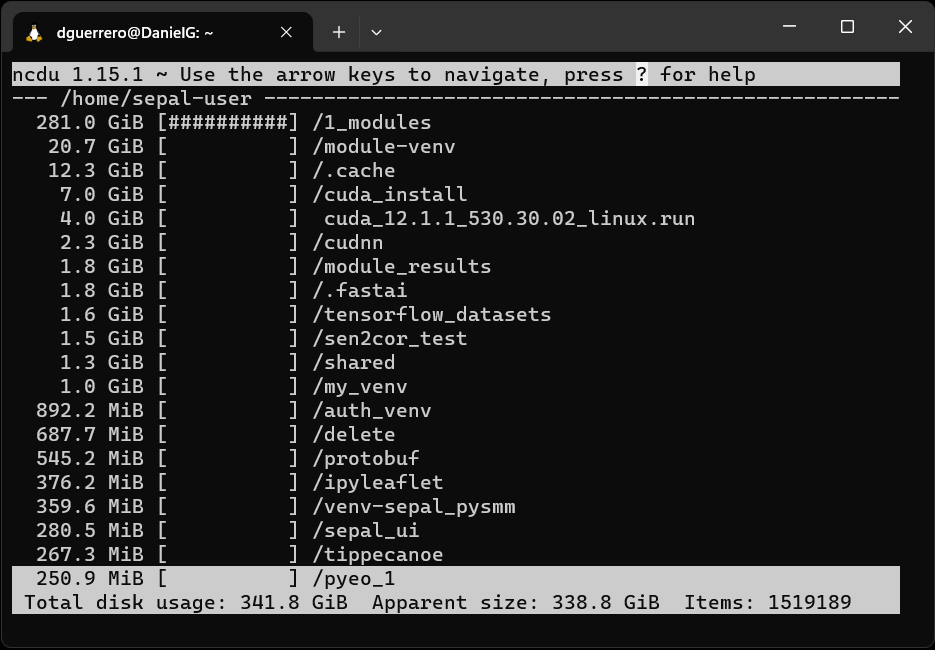 dguerrero@DanielG: ~
ncdu 1.15.1 ~ Use the arrow keys to navigate, press ? for help
--- /home/sepal-user -----------------------------------------------------
281.0 GiB [##########] /1_modules
20.7 GiB [          ] /module-venv
12.3 GiB [          ] /.cache
7.0 GiB [          ] /cuda_install
4.0 GiB [          ]  cuda_12.1.1_530.30.02_linux.run
2.3 GiB [          ] /cudnn
1.8 GiB [          ] /module_results
1.8 GiB [          ] /.fastai
1.6 GiB [          ] /tensorflow_datasets
1.5 GiB [          ] /sen2cor_test
1.3 GiB [          ] /shared
1.0 GiB [          ] /my_venv
892.2 MiB [          ] /auth_venv
687.7 MiB [          ] /delete
545.2 MiB [          ] /protobuf
376.2 MiB [          ] /ipyleaflet
359.6 MiB [          ] /venv-sepal_pysmm
280.5 MiB [          ] /sepal_ui
267.3 MiB [          ] /tippecanoe
250.9 MiB [          ] /pyeo_1
Total disk usage: 341.8 GiB  Apparent size: 338.8 GiB  Items: 1519189